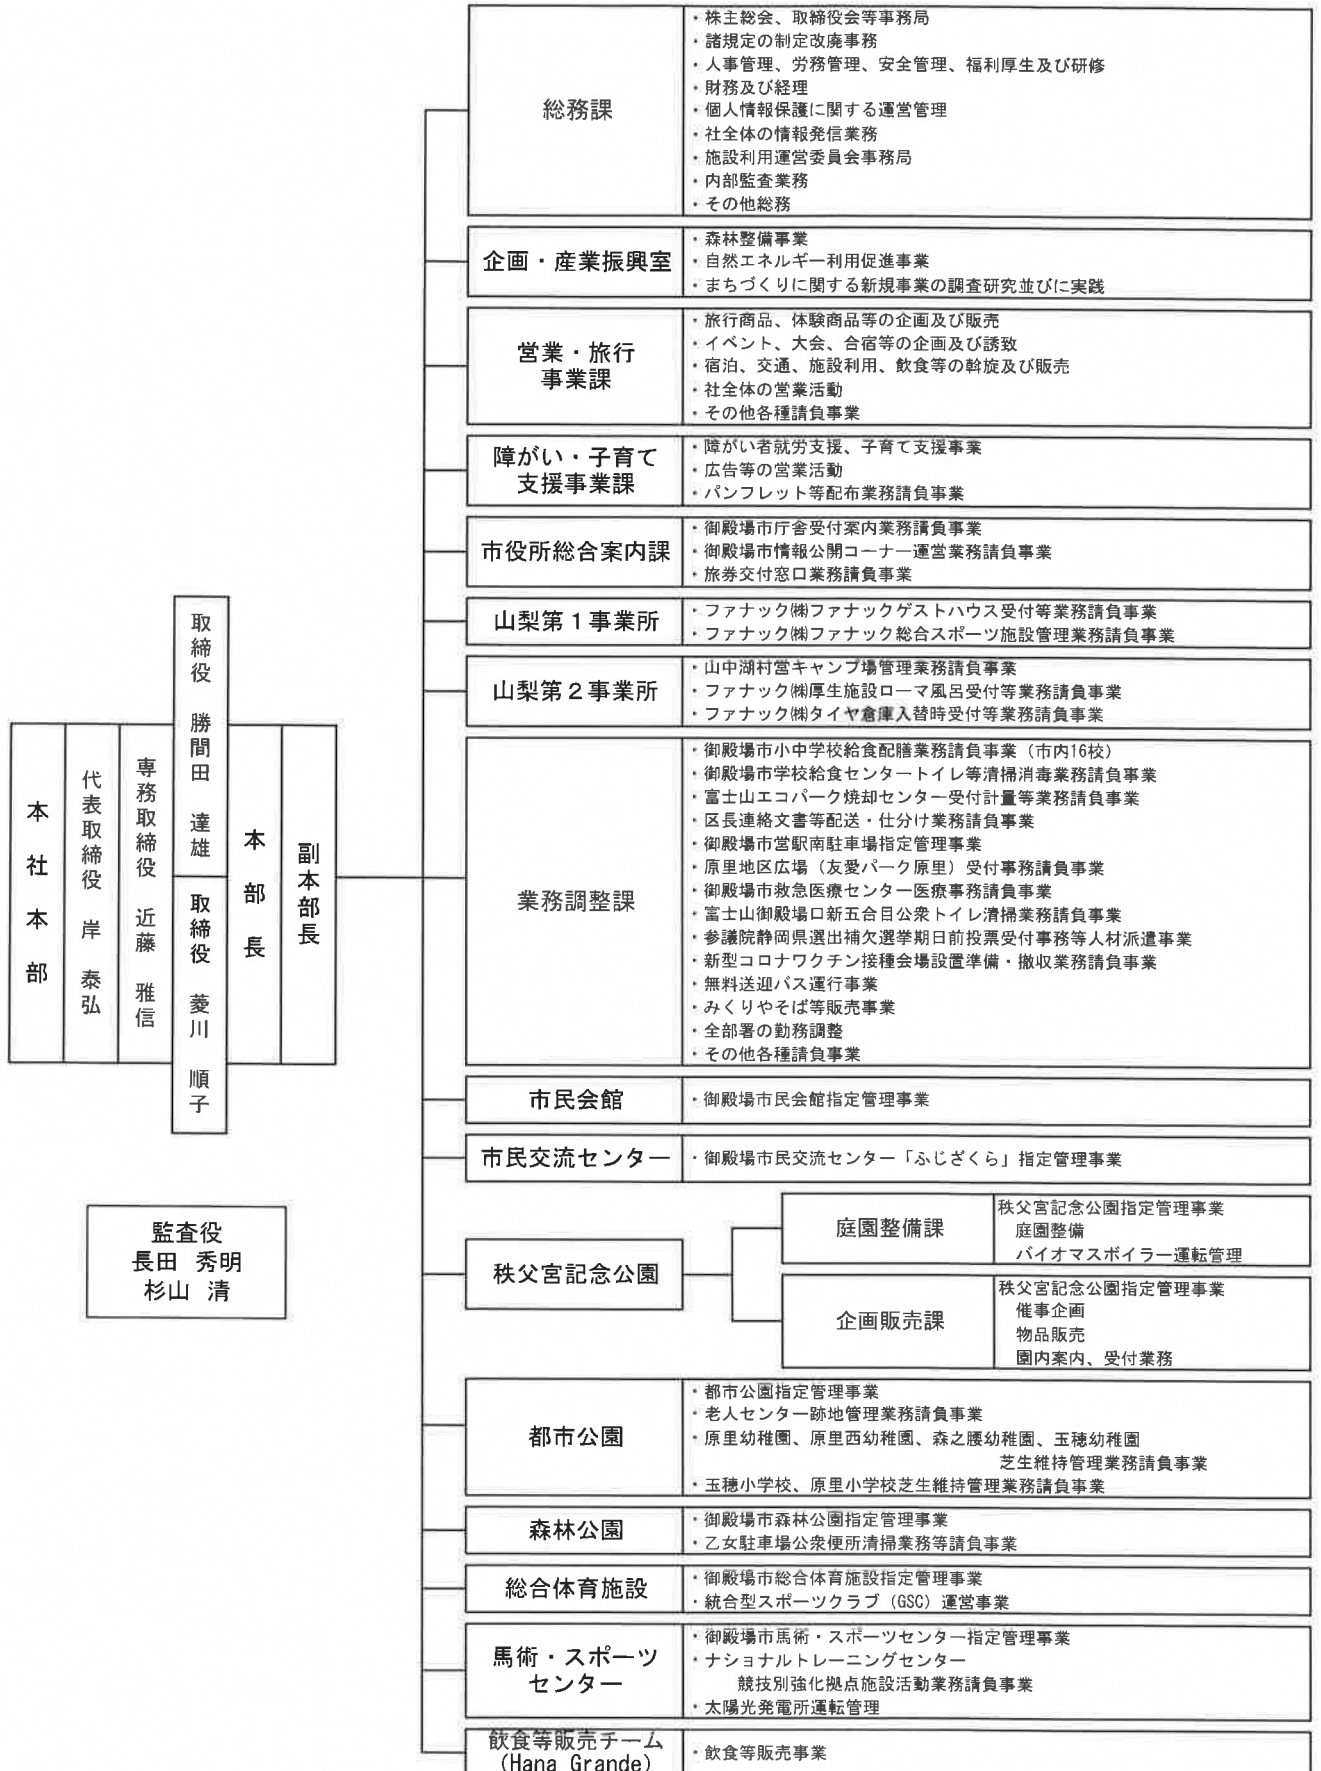 本社本部
代表取締役 岸 泰弘
専務取締役 近藤 雅信
取締役 勝間田 達雄
取締役 菱川 順子
本部長
副本部長
監査役
長田 秀明
杉山 清
総務課
・株主総会、取締役会等事務局
・諸規定の制定改廃事務
・人事管理、労務管理、安全管理、福利厚生及び研修
・財務及び経理
・個人情報保護に関する運営管理
・社全体の情報発信業務
・施設利用運営委員会事務局
・内部監査業務
・その他総務
企画・産業振興室
・森林整備事業
・自然エネルギー利用促進事業
・まちづくりに関する新規事業の調査研究並びに実践
営業・旅行
事業課
・旅行商品、体験商品等の企画及び販売
・イベント、大会、合宿等の企画及び誘致
・宿泊、交通、施設利用、飲食等の斡旋及び販売
・社全体の営業活動
・その他各種請負事業
障がい・子育て
支援事業課
・障がい者就労支援、子育て支援事業
・広告等の営業活動
・パンフレット等配布業務請負事業
市役所総合案内課
・御殿場市庁舎受付案内業務請負事業
・御殿場市情報公開コーナー運営業務請負事業
・旅券交付窓口業務請負事業
山梨第1事業所
・ファナック㈱ファナックゲストハウス受付等業務請負事業
・ファナック㈱ファナック総合スポーツ施設管理業務請負事業
山梨第2事業所
・山中湖村営キャンプ場管理業務請負事業
・ファナック㈱厚生施設ローマ風呂受付等業務請負事業
・ファナック㈱タイヤ倉庫入替時受付等業務請負事業
業務調整課
・御殿場市小中学校給食配膳業務請負事業（市内16校）
・御殿場市学校給食センタートイレ等清掃消毒業務請負事業
・富士山エコパーク焼却センター受付計量等業務請負事業
・区長連絡文書等配送・仕分け業務請負事業
・御殿場市営駅南駐車場指定管理事業
・原里地区広場（友愛パーク原里）受付事務請負事業
・御殿場市救急医療センター医療事務請負事業
・富士山御殿場口新五合目公衆トイレ清掃業務請負事業
・参議院静岡県選出補欠選挙期日前投票受付事務等人材派遣事業
・新型コロナワクチン接種会場設置準備・撤収業務請負事業
・無料送迎バス運行事業
・みくりやそば等販売事業
・全部署の勤務調整
・その他各種請負事業
市民会館
・御殿場市民会館指定管理事業
市民交流センター
・御殿場市民交流センター「ふじざくら」指定管理事業
秩父宮記念公園
庭園整備課
秩父宮記念公園指定管理事業
庭園整備
バイオマスボイラー運転管理
企画販売課
秩父宮記念公園指定管理事業
催事企画
物品販売
園内案内、受付業務
都市公園
・都市公園指定管理事業
・老人センター跡地管理業務請負事業
・原里幼稚園、原里西幼稚園、森之腰幼稚園、玉穂幼稚園
芝生維持管理業務請負事業
・玉穂小学校、原里小学校芝生維持管理業務請負事業
森林公園
・御殿場市森林公園指定管理事業
・乙女駐車場公衆便所清掃業務等請負事業
総合体育施設
・御殿場市総合体育施設指定管理事業
・統合型スポーツクラブ（GSC）運営事業
馬術・スポーツ
センター
・御殿場市馬術・スポーツセンター指定管理事業
・ナショナルトレーニングセンター
競技別強化拠点施設活動業務請負事業
・太陽光発電所運転管理
飲食等販売チーム
(Hana Grande)
・飲食等販売事業